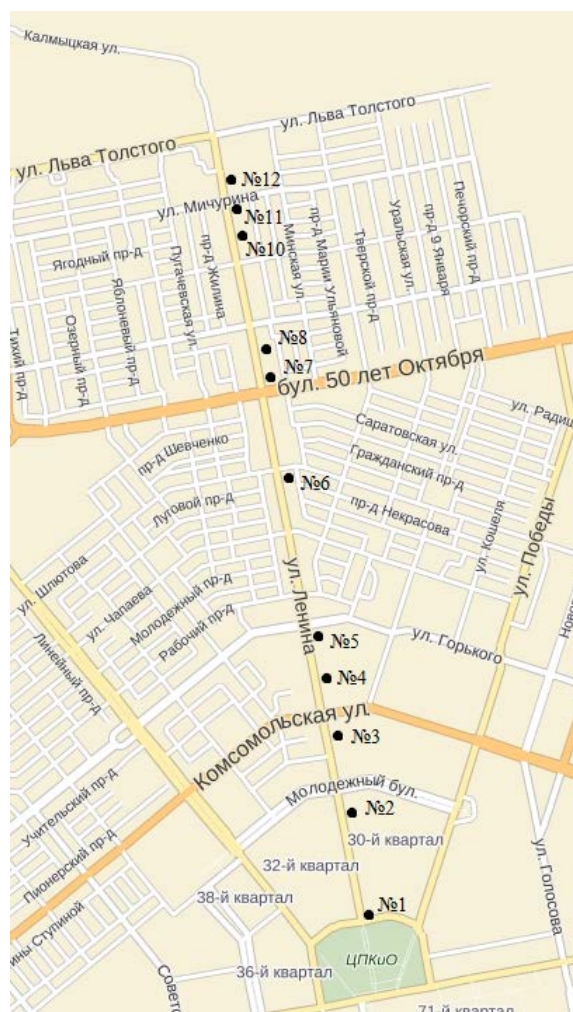 Калмыцкая ул.
ул. Льва Толстого
ул. Льва Толстого
№12
ул. Мичурина
№11
№10
Ягодный пр-д
пр-д Жилина
Минская ул.
пр-д Марии Ульяновой
Тверской пр-д
Уральская ул.
пр-д 9 Января
Печорский пр-д
Пугачевская ул.
Яблоневый пр-д
Озерный пр-д
Тихий пр-д
№8
№7
бул. 50 лет Октября
ул. Радищ
Саратовская ул.
пр-д Шевченко
Гражданский пр-д
№6
Луговой пр-д
пр-д Некрасова
ул. Кошеля
ул. Победы
ул. Шлютова
ул. Чапаева
Молодежный пр-д
Рабочий пр-д
ул. Ленина
Линейный пр-д
№5
ул. Горького
Ново
№4
Комсомольская ул.
№3
Молодежный бул.
Учительский пр-д
№2
30-й квартал
Пионерский пр-д
32-й квартал
ул. Голосова
38-й квартал
№1
ины Ступиной
ЦПКиО
36-й квартал
Советс
71-й квартал